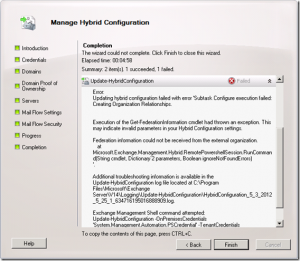 Manage Hybrid Configuration
Introduction
Credentials
Domains
Domain Proof of
Ownership
Servers
Mail Flow Settings
Mail Flow Security
Progress
Completion
Completion
The wizard could not complete. Click Finish to close this wizard.
Elapsed time: 00:04:58
Summary: 2 item(s). 1 succeeded, 1 failed.
Update-HybridConfiguration
Failed
Error:
Updating hybrid configuration failed with error 'Subtask Configure execution failed:
Creating Organization Relationships.
Execution of the Get-FederationInformation cmdlet had thrown an exception. This
may indicate invalid parameters in your Hybrid Configuration settings.
Federation information could not be received from the external organization.
at
Microsoft.Exchange.Management.Hybrid.RemotePowershellSession.RunComman
d(String cmdlet, Dictionary`2 parameters, Boolean ignoreNotFoundErrors)
'.
Additional troubleshooting information is available in the
Update-HybridConfiguration log file located at C:\Program
Files\Microsoft\Exchange
Server\V14\Logging\Update-HybridConfiguration\HybridConfiguration_5_3_2012
Exchange Management Shell command attempted:
Update-HybridConfiguration -OnPremisesCredentials
'System.Management.Automation.PSCredential' -TenantCredentials
To copy the contents of this page, press CTRL+C.
Help
< Back
Finish
Cancel